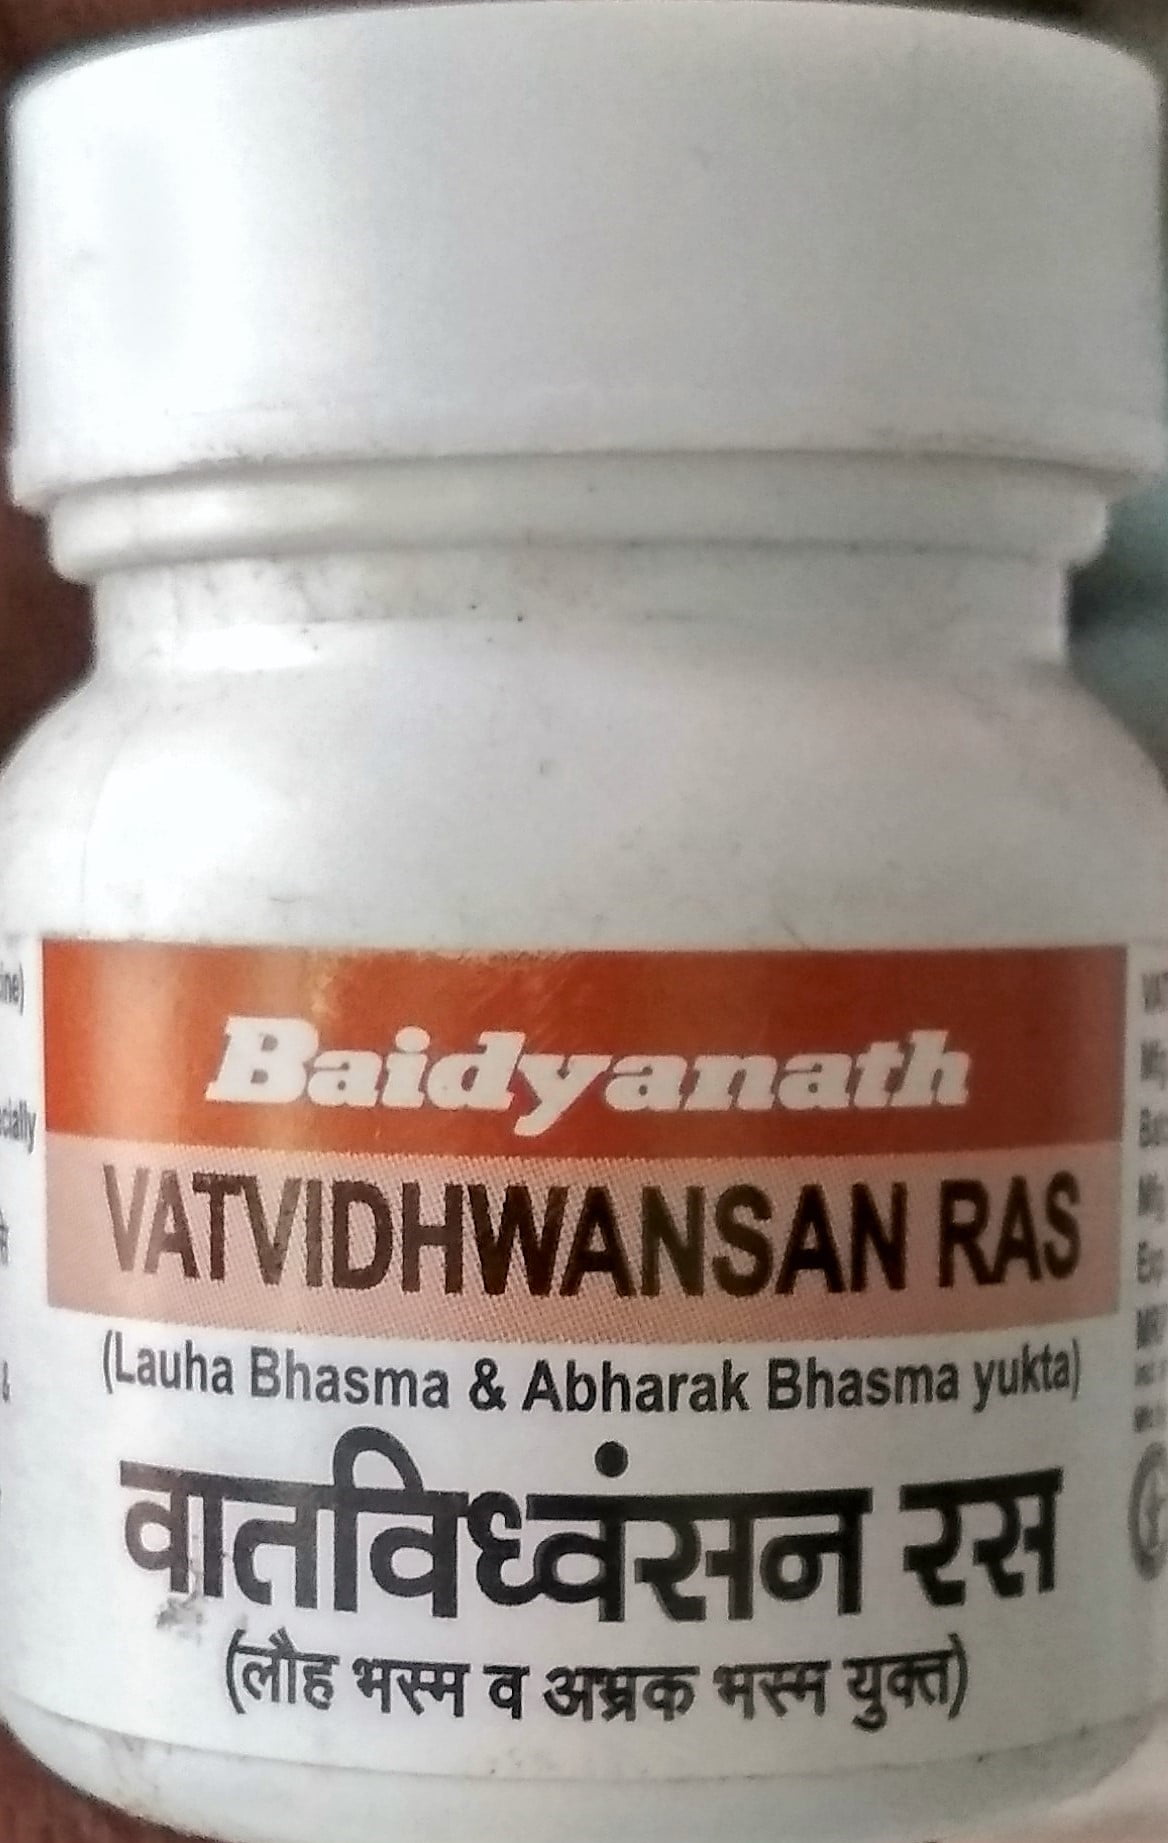 Baidyanath
VATVIDHWANSAN RAS
(Lauha Bhasma & Abharak Bhasma yukta)
वातविध्वंसन रस
(लौह भस्म व अभ्रक भस्म युक्त)